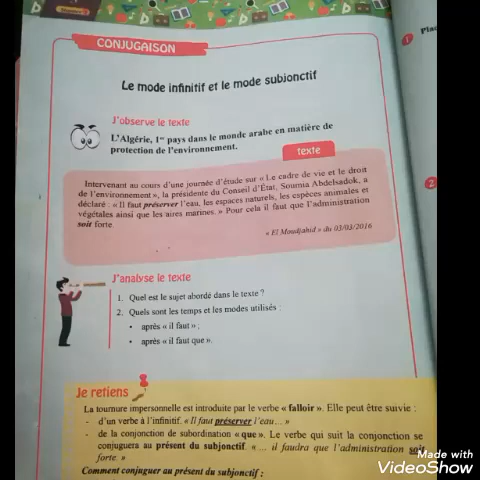 CONJUGAISON
Le mode infinitif et le mode subjonctif
J'observe le texte
L'Algérie, 1er pays dans le monde arabe en matière de
protection de l'environnement.
texte
Intervenant au cours d'une journée d'étude sur « Le cadre de vie et le droit
de l'environnement », la présidente du Conseil d'État, Soumia Abdelsadok, a
déclaré : « Il faut préserver l'eau, les espaces naturels, les espèces animales et
végétales ainsi que les aires marines. » Pour cela il faut que l'administration
soit forte.
« El Moudjahid » du 03/03/2016
J'analyse le texte
1. Quel est le sujet abordé dans le texte ?
2. Quels sont les temps et les modes utilisés :
• après « il faut » ;
• après « il faut que ».
Je retiens
La tournure impersonnelle est introduite par le verbe « falloir ». Elle peut être suivie :
- d'un verbe à l'infinitif. « Il faut préserver l'eau... »
- de la conjonction de subordination « que ». Le verbe qui suit la conjonction se
conjuguera au présent du subjonctif. « ... il faudra que l'administration soit
forte. »
Comment conjuguer au présent du subjonctif :
1
Pla
2
Made with
VideoShow